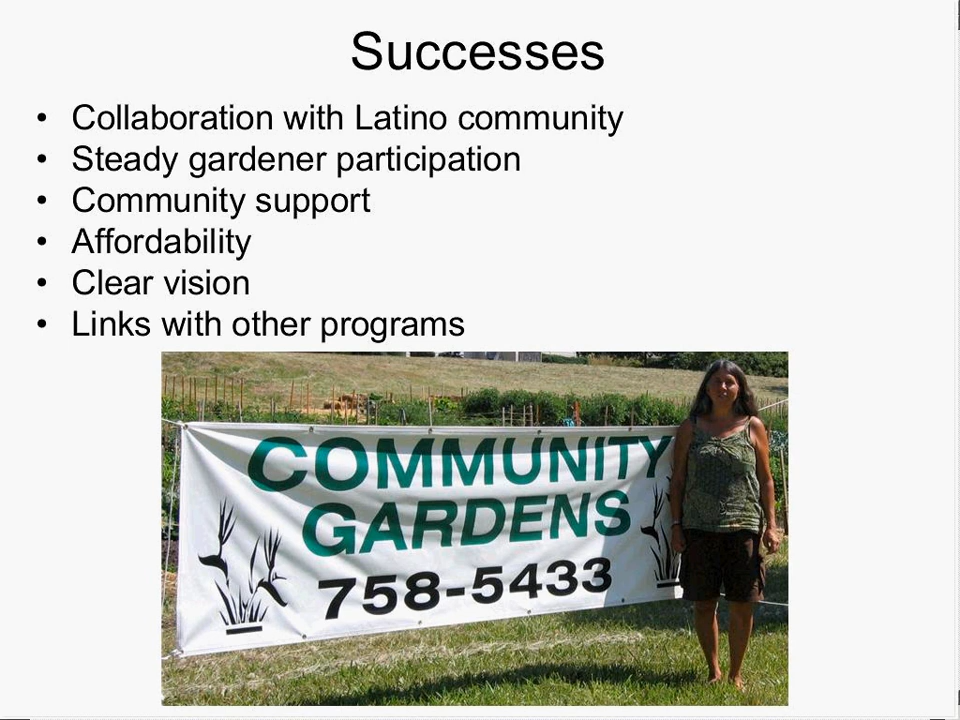 Successes
• Collaboration with Latino community
• Steady gardener participation
• Community support
• Affordability
• Clear vision
• Links with other programs
COMMUNITY
GARDENS
758-5433